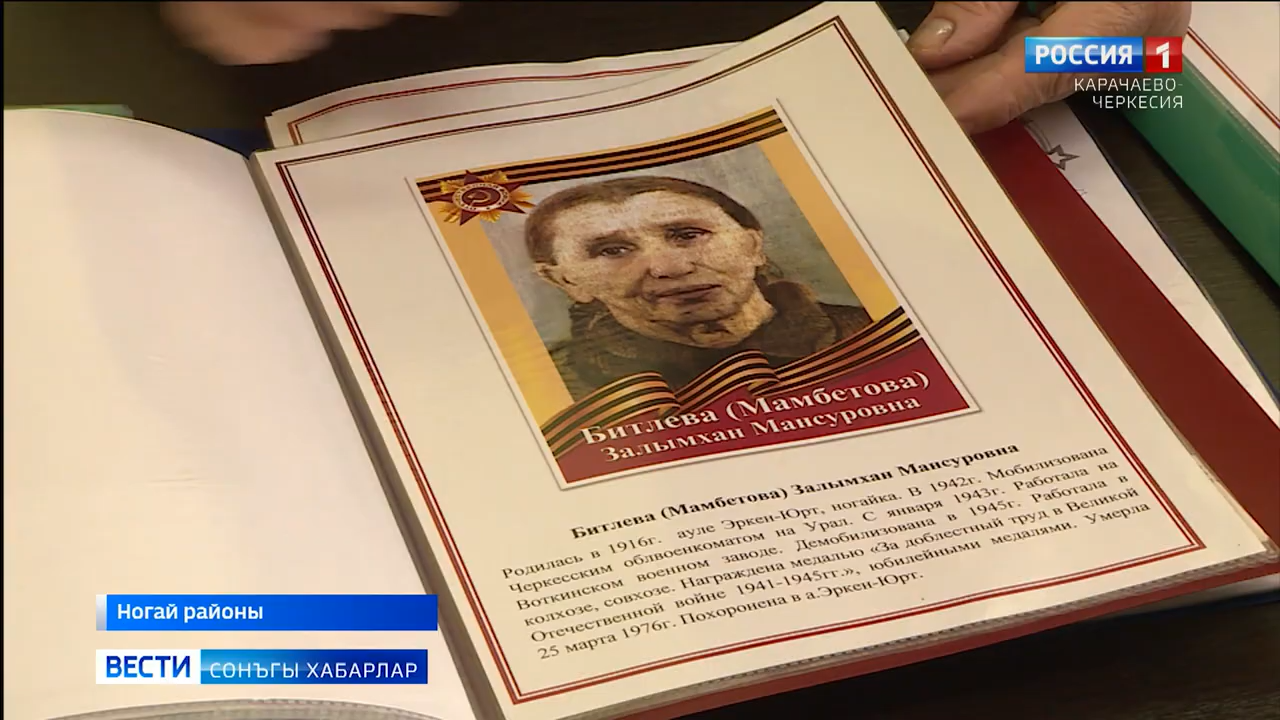 РОССИЯ 1
КАРАЧАЕВО-
ЧЕРКЕСИЯ
Битлева (Мамбетова)
Залымхан Мансуровна
Битлева (Мамбетова) Залымхан Мансуровна
Родилась в 1916г. ауле Эркен-Юрт, ногайка. В 1942г. Мобилизована
Черкесским облвоенкоматом на Урал. С января 1943г. Работала на
Воткинском военном заводе. Демобилизована в 1945г. Работала в
колхозе, совхозе. Награждена медалью «За доблестный труд в Великой
Отечественной войне 1941-1945гг.», юбилейными медалями. Умерла
25 марта 1976г. Похоронена в а.Эркен-Юрт.
Ногай районы
ВЕСТИ СОНЪГЫ ХАБАРЛАР